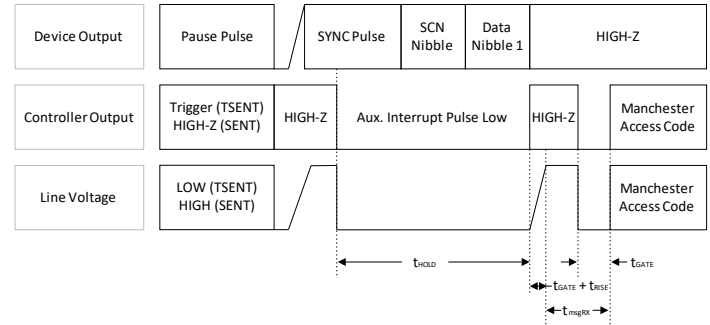 Device Output
Pause Pulse
SYNC Pulse
SCN
Nibble
Data
Nibble 1
HIGH-Z
Controller Output
Trigger (TSENT)
HIGH-Z (SENT)
HIGH-Z
Aux. Interrupt Pulse Low
HIGH-Z
Manchester
Access Code
Line Voltage
LOW (TSENT)
HIGH (SENT)
Manchester
Access Code
tHOLD
tGATE
tGATE + tRISE
tmsgRX